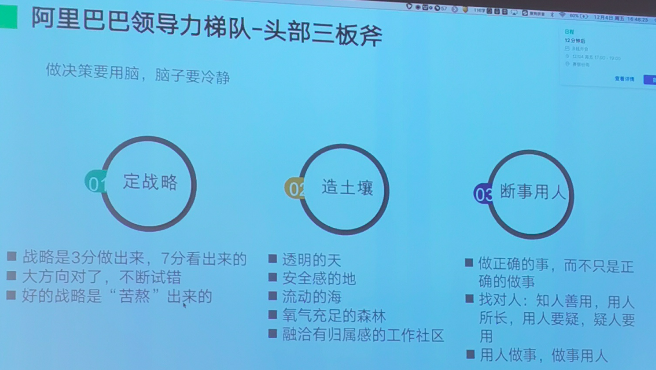 阿里巴巴领导力梯队-头部三板斧
做决策要用脑，脑子要冷静
01
定战略
02
造土壤
03
断事用人
战略是3分做出来，7分看出来的
大方向对了，不断试错
好的战略是“苦熬”出来的
透明的天
安全感的地
流动的海
氧气充足的森林
融洽有归属感的工作社区
做正确的事，而不只是正
确的做事
找对人：知人善用，用人
所长，用人要疑，疑人要
用
用人做事，做事用人
查看详情